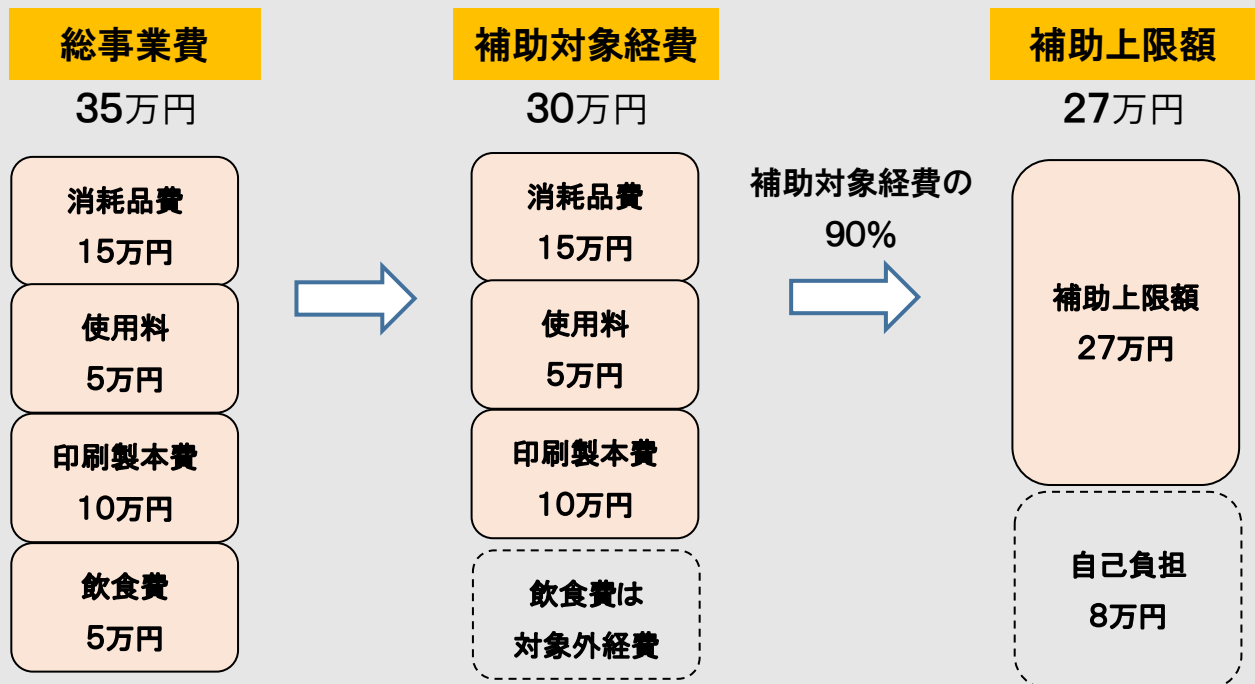 総事業費
35万円
消耗品費
15万円
使用料
5万円
印刷製本費
10万円
飲食費
5万円
補助対象経費
30万円
消耗品費
15万円
使用料
5万円
印刷製本費
10万円
飲食費は
対象外経費
補助対象経費の
90%
補助上限額
27万円
補助上限額
27万円
自己負担
8万円